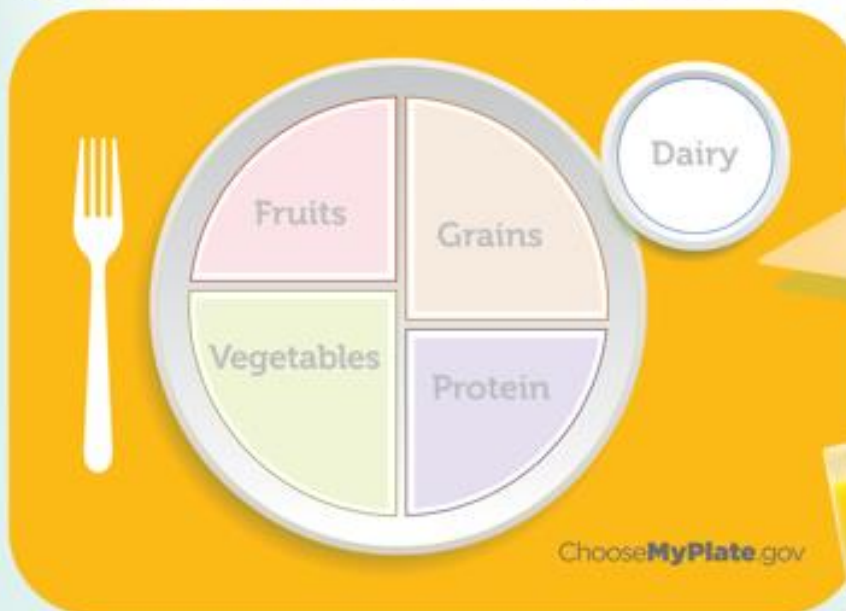 Dairy
Fruits
Grains
Vegetables
Protein
ChooseMyPlate.gov